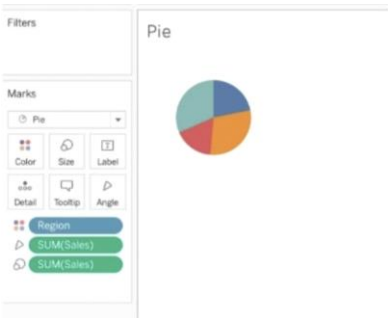 Filters
Pie
Marks
Pie
Color Size Label
Detail Tooltip Angle
Region
SUM(Sales)
SUM(Sales)